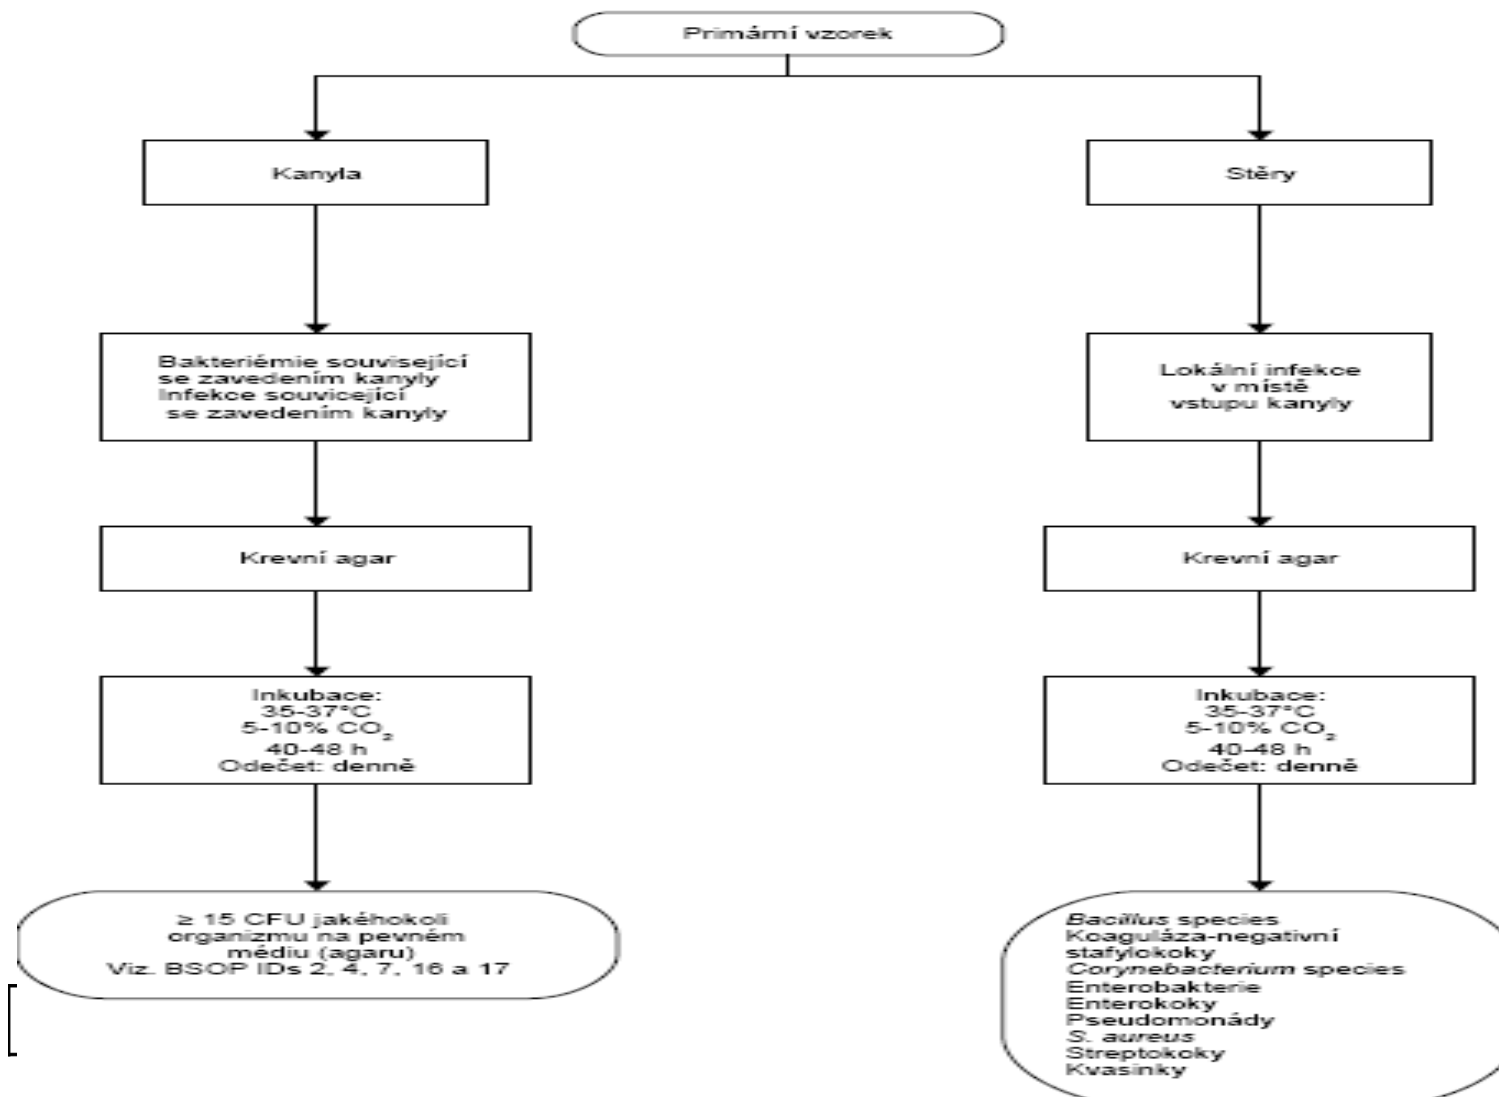 Primární vzorek
Kanyla
Stěry
Bakteriémie související
se zavedením kanyly
Infekce souvicející
se zavedením kanyly
Lokální infekce
v místě
vstupu kanyly
Krevní agar
Krevní agar
Inkubace:
35-37°C
5-10% CO₂
40-48 h
Odečet: denně
Inkubace:
35-37°C
5-10% CO₂
40-48 h
Odečet: denně
≥ 15 CFU jakéhokoli
organizmu na pevném
médiu (agaru)
Viz. BSOP IDs 2, 4, 7, 16 a 17
Bacillus species
Koaguláza-negativní
stafylokoky
Corynebacterium species
Enterobakterie
Enterokoky
Pseudomonády
S. aureus
Streptokoky
Kvasinky